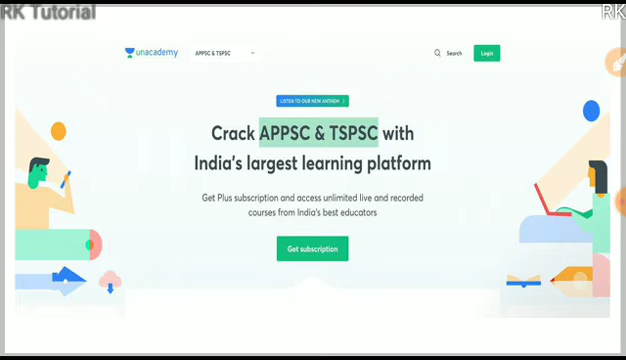 RK Tutorial
RK
unacademy
APPSC & TSPSC
Search
Login
LISTEN TO OUR NEW ANTHEM
Crack APPSC & TSPSC with
India's largest learning platform
Get Plus subscription and access unlimited live and recorded
courses from India's best educators
Get subscription